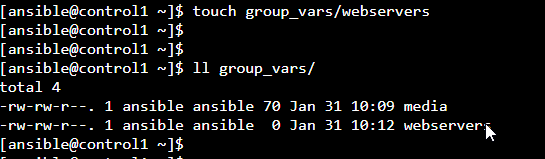 [ansible@control1 ~]$ touch group_vars/webservers
[ansible@control1 ~]$
[ansible@control1 ~]$
[ansible@control1 ~]$ ll group_vars/
total 4
-rw-rw-r--. 1 ansible ansible 70 Jan 31 10:09 media
-rw-rw-r--. 1 ansible ansible  0 Jan 31 10:12 webservers
[ansible@control1 ~]$
[ansible@control1 ~]$